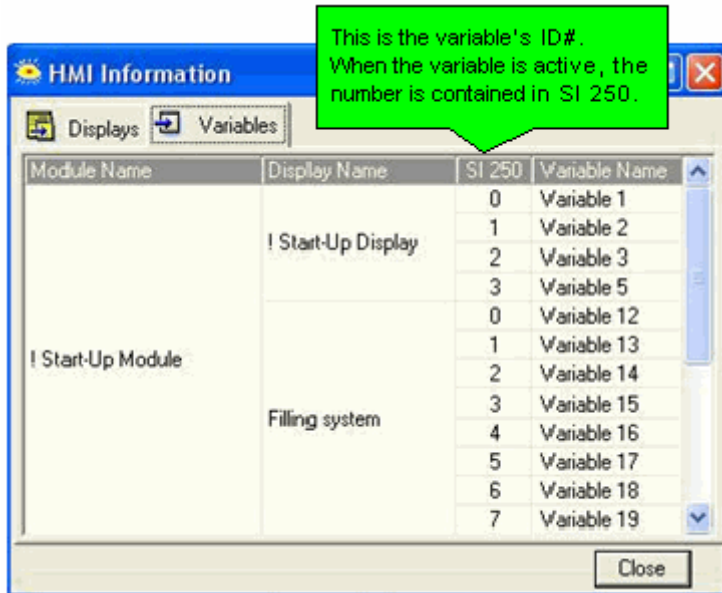 This is the variable's ID#.
When the variable is active, the
number is contained in SI 250.
HMI Information
Displays Variables
Module Name Display Name SI 250 Variable Name
! Start-Up Module
! Start-Up Display
0 Variable 1
1 Variable 2
2 Variable 3
3 Variable 5
Filling system
0 Variable 12
1 Variable 13
2 Variable 14
3 Variable 15
4 Variable 16
5 Variable 17
6 Variable 18
7 Variable 19
Close